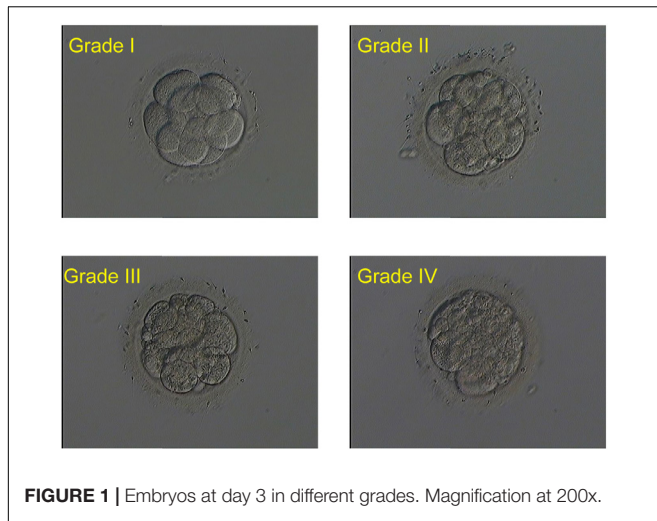 Grade I
Grade II
Grade III
Grade IV
FIGURE 1 | Embryos at day 3 in different grades. Magnification at 200x.